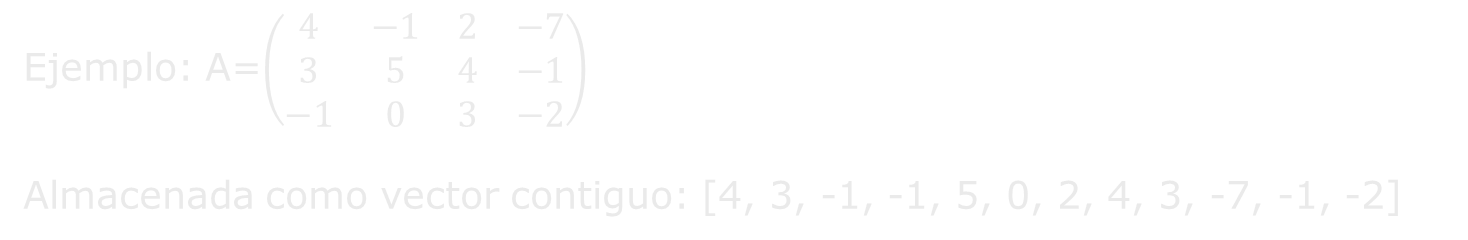 4 −1 2 −7
Ejemplo: A=( 3 5 4 −1 )
−1 0 3 −2
Almacenada como vector contiguo: [4, 3, -1, -1, 5, 0, 2, 4, 3, -7, -1, -2]